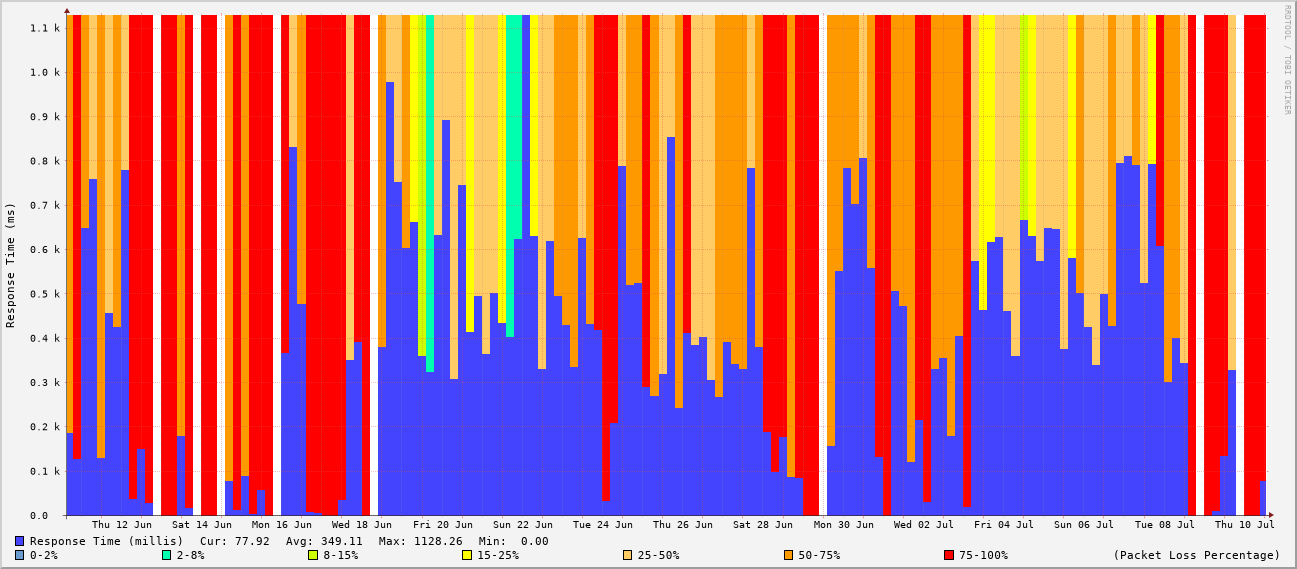 RRDTOOL / TOBI OETIKER
Response Time (ms)
1.1 k
1.0 k
0.9 k
0.8 k
0.7 k
0.6 k
0.5 k
0.4 k
0.3 k
0.2 k
0.1 k
0.0
Thu 12 Jun Sat 14 Jun Mon 16 Jun Wed 18 Jun Fri 20 Jun Sun 22 Jun Tue 24 Jun Thu 26 Jun Sat 28 Jun Mon 30 Jun Wed 02 Jul Fri 04 Jul Sun 06 Jul Tue 08 Jul Thu 10 Jul
Response Time (millis) Cur: 77.92 Avg: 349.11 Max: 1128.26 Min: 0.00
0-2% 2-8% 8-15% 15-25% 25-50% 50-75% 75-100% (Packet Loss Percentage)